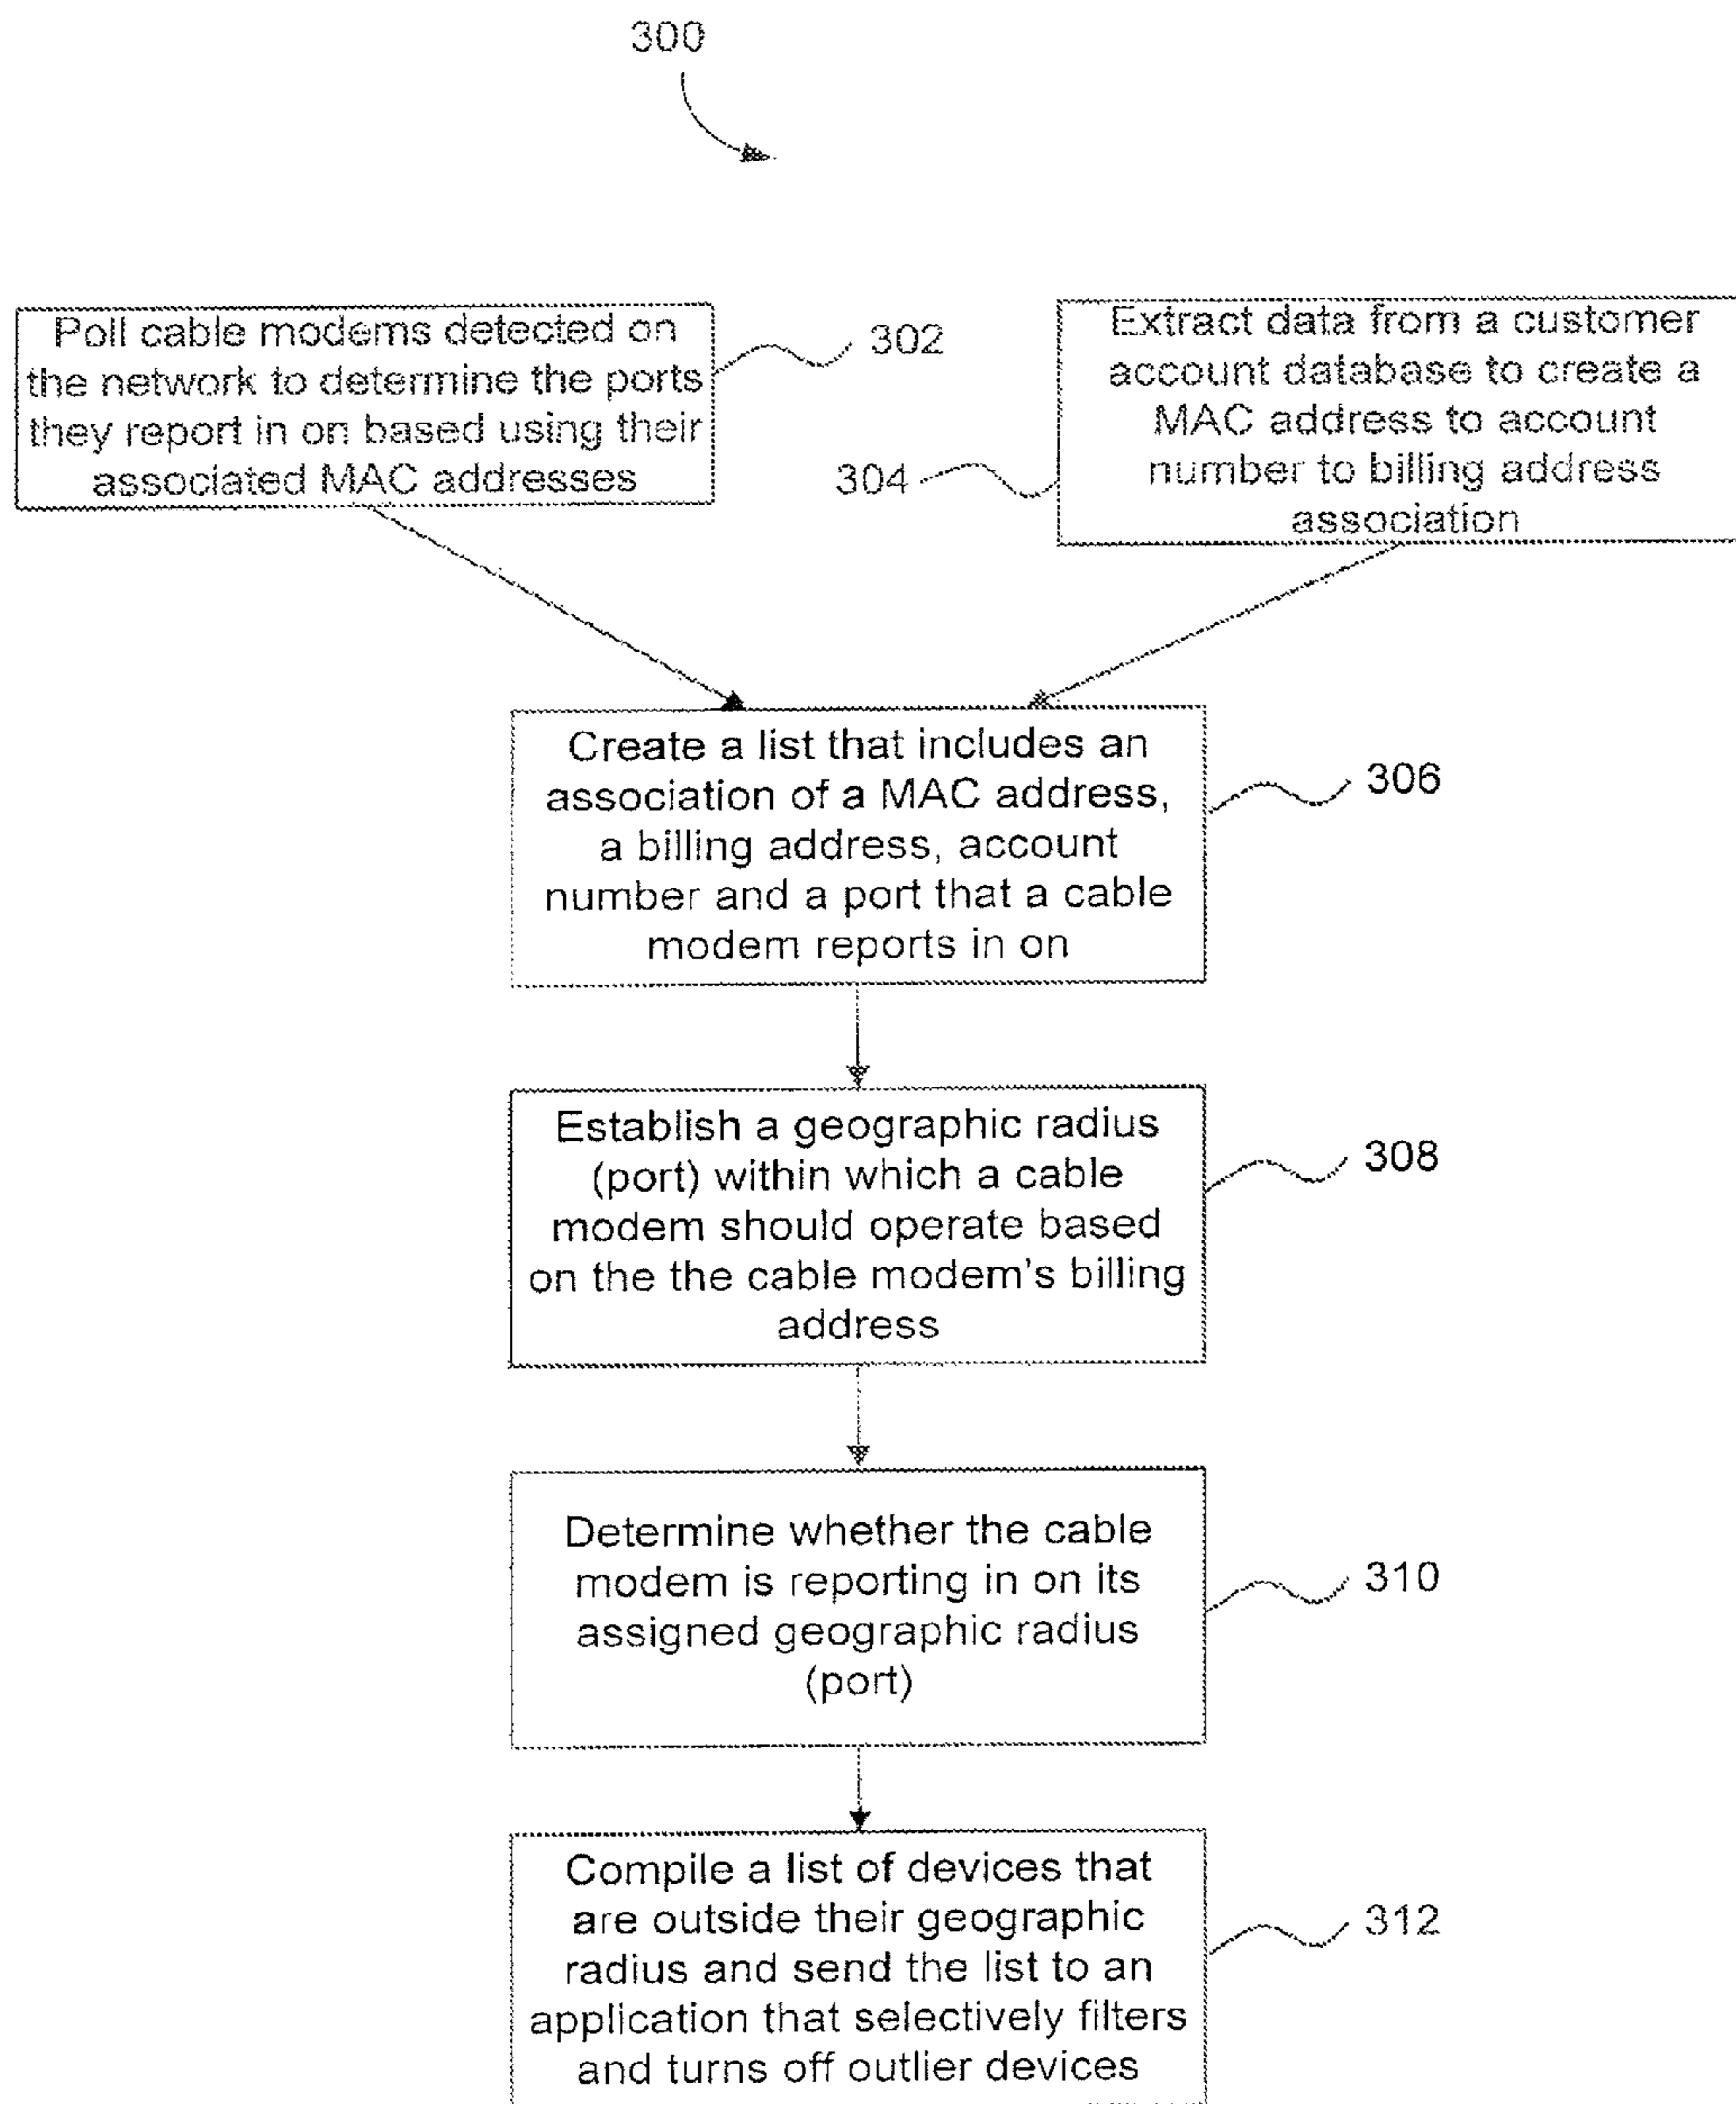 300
Poll cable modems detected on
the network to determine the ports
they report in on based using their
associated MAC addresses
302
Extract data from a customer
account database to create a
MAC address to account
number to billing address
association
304
Create a list that includes an
association of a MAC address,
a billing address, account
number and a port that a cable
modem reports in on
306
Establish a geographic radius
(port) within which a cable
modem should operate based
on the the cable modem's billing
address
308
Determine whether the cable
modem is reporting in on its
assigned geographic radius
(port)
310
Compile a list of devices that
are outside their geographic
radius and send the list to an
application that selectively filters
and turns off outlier devices
312